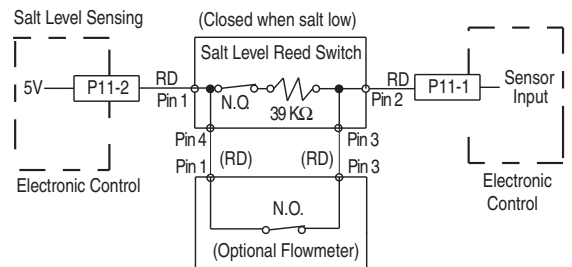 Salt Level Sensing
(Closed when salt low)
Salt Level Reed Switch
5V
P11-2
RD
Pin 1
N.O.
39 KΩ
RD
Pin 2
P11-1
Sensor
Input
Pin 4
Pin 3
Pin 1
(RD)
(RD)
Pin 3
Electronic Control
Electronic
Control
N.O.
(Optional Flowmeter)